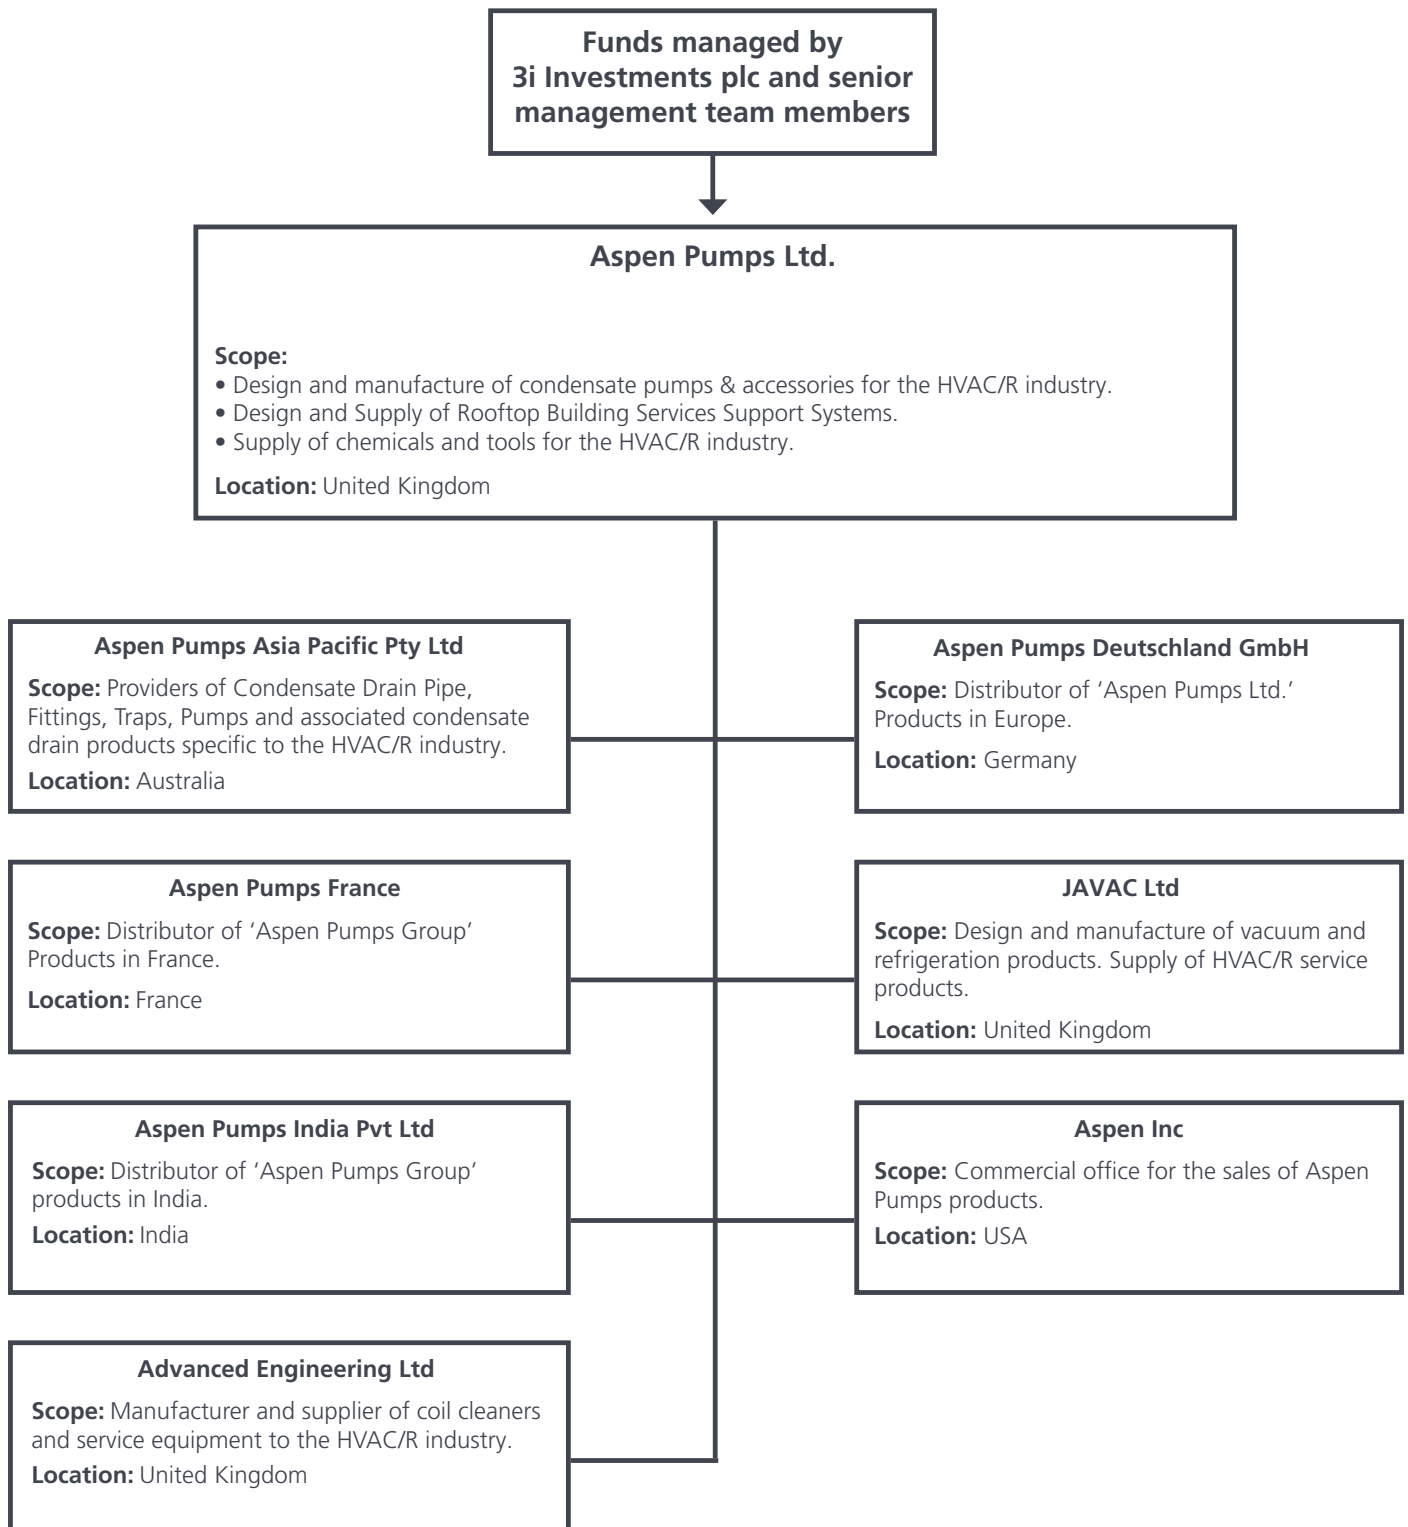 Funds managed by
3i Investments plc and senior
management team members
Aspen Pumps Ltd.
Scope:
• Design and manufacture of condensate pumps & accessories for the HVAC/R industry.
• Design and Supply of Rooftop Building Services Support Systems.
• Supply of chemicals and tools for the HVAC/R industry.
Location: United Kingdom
Aspen Pumps Asia Pacific Pty Ltd
Scope: Providers of Condensate Drain Pipe,
Fittings, Traps, Pumps and associated condensate
drain products specific to the HVAC/R industry.
Location: Australia
Aspen Pumps Deutschland GmbH
Scope: Distributor of ‘Aspen Pumps Ltd.’
Products in Europe.
Location: Germany
Aspen Pumps France
Scope: Distributor of ‘Aspen Pumps Group’
Products in France.
Location: France
JAVAC Ltd
Scope: Design and manufacture of vacuum and
refrigeration products. Supply of HVAC/R service
products.
Location: United Kingdom
Aspen Pumps India Pvt Ltd
Scope: Distributor of ‘Aspen Pumps Group’
products in India.
Location: India
Aspen Inc
Scope: Commercial office for the sales of Aspen
Pumps products.
Location: USA
Advanced Engineering Ltd
Scope: Manufacturer and supplier of coil cleaners
and service equipment to the HVAC/R industry.
Location: United Kingdom